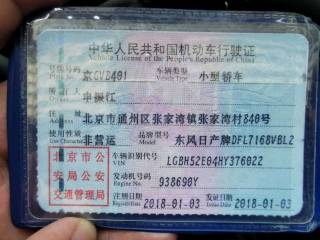 中华人民共和国机动车行驶证
Vehicle License of the People's Republic of China
号牌号码 京CVB401 车辆类型 小型轿车
Plate No. Vehicle Type
所有人 申振江
Owner
住址 北京市通州区张家湾镇张家湾村840号
Address
使用性质 非营运 品牌型号 东风日产牌DFL7168VBL2
Use Character Model
北京市公安局公安交通管理局
车辆识别代号 LGBH52E04HY376022
VIN
发动机号码 938690Y
Engine No.
注册日期 2018-01-03 发证日期 2018-01-03
Register Date Issue Date